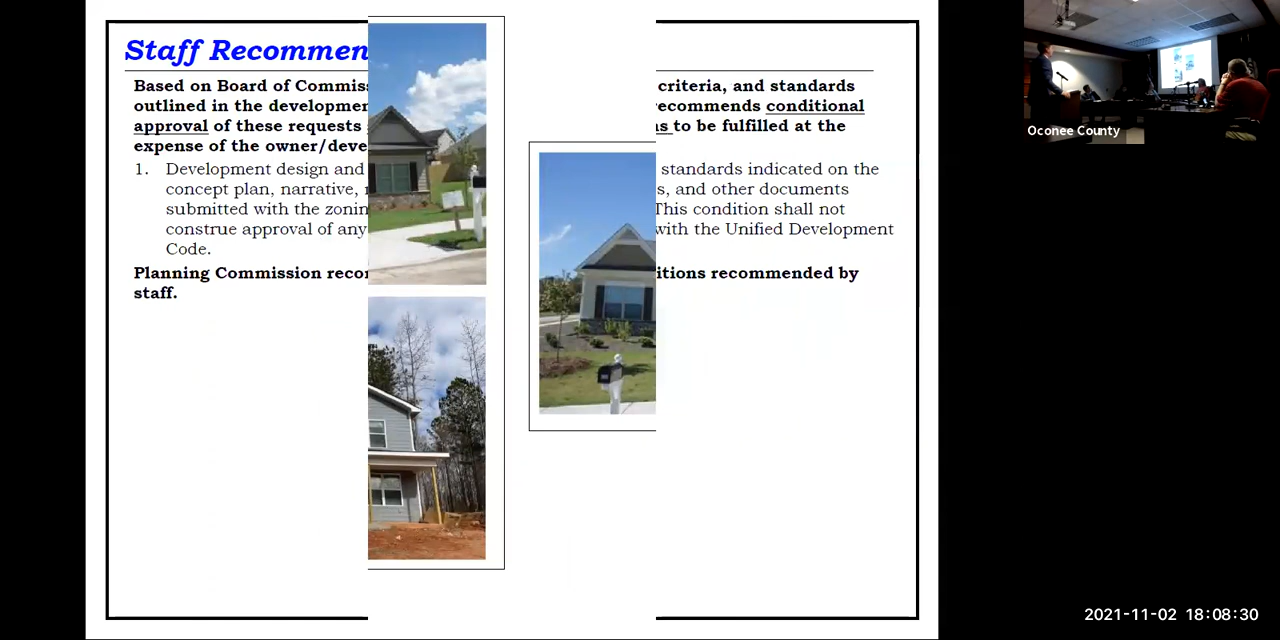 Staff Recommen
Based on Board of Commis criteria, and standards
outlined in the developmen ecommends conditional
approval of these requests s to be fulfilled at the
expense of the owner/deve
1. Development design and standards indicated on the
concept plan, narrative, s, and other documents
submitted with the zonin This condition shall not
construe approval of any with the Unified Development
Code.
Planning Commission recor itions recommended by
staff.
Oconee County
2021-11-02 18:08:30